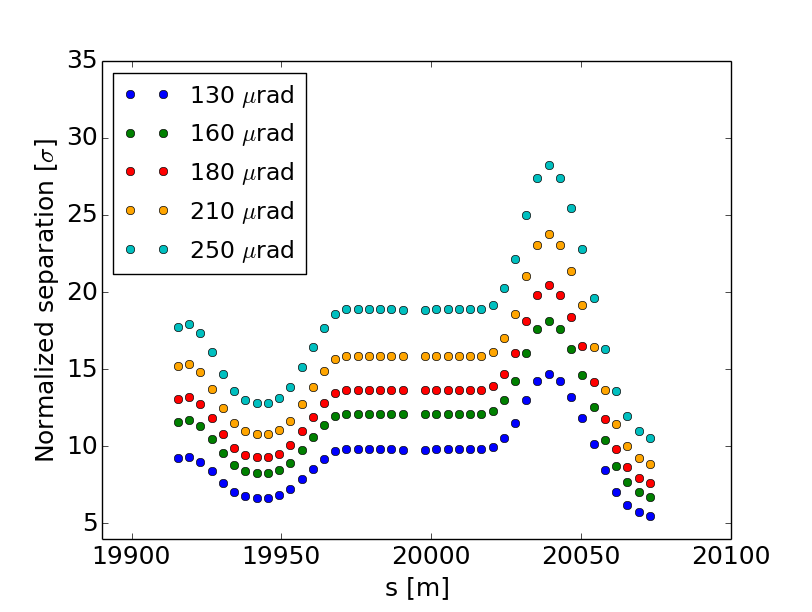 35
30
25
20
15
10
5
Normalized separation [σ]
130 μrad
160 μrad
180 μrad
210 μrad
250 μrad
19900 19950 20000 20050 20100
s [m]